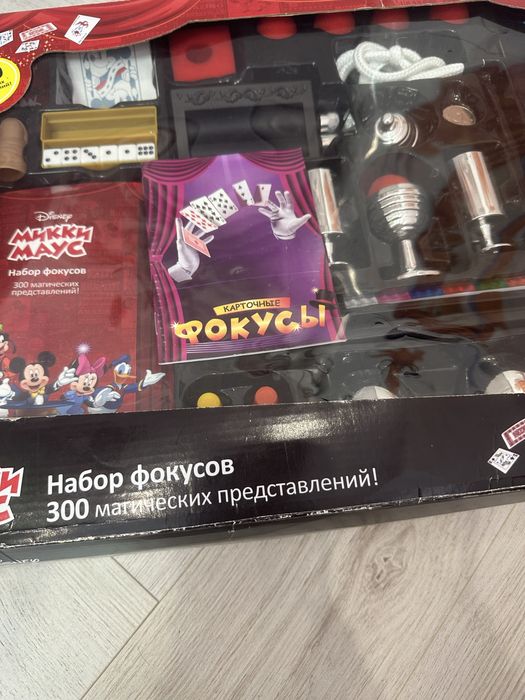 Disney
МИККИ
МАУС
Набор фокусов
300 магических
представлений!
КАРТОЧНЫЕ
ФОКУСЫ
Набор фокусов
300 магических представлений!